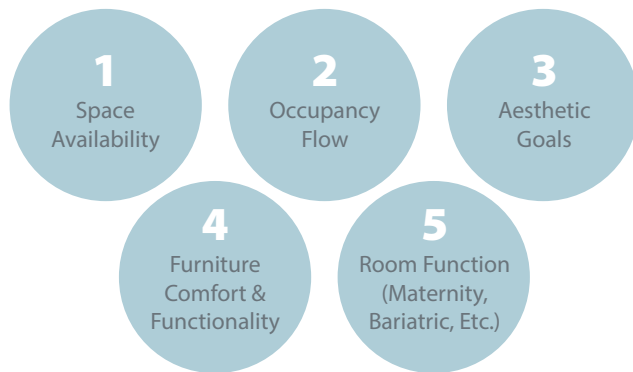 1
Space
Availability
2
Occupancy
Flow
3
Aesthetic
Goals
4
Furniture
Comfort &
Functionality
5
Room Function
(Maternity,
Bariatric, Etc.)